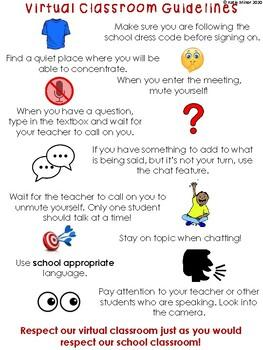 © Katie Miner 2020
Virtual Classroom Guidelines
Make sure you are following the
school dress code before signing on.
Find a quiet place where you will be
able to concentrate.
When you enter the meeting,
mute yourself!
When you have a question,
type in the textbox and wait for
your teacher to call on you.
If you have something to add to what
is being said, but it's not your turn, use
the chat feature.
Wait for the teacher to call on you to
unmute yourself. Only one student
should talk at a time!
Stay on topic when chatting!
Use school appropriate
language.
Pay attention to your teacher or other
students who are speaking. Look into
the camera.
Respect our virtual classroom just as you would
respect our school classroom!